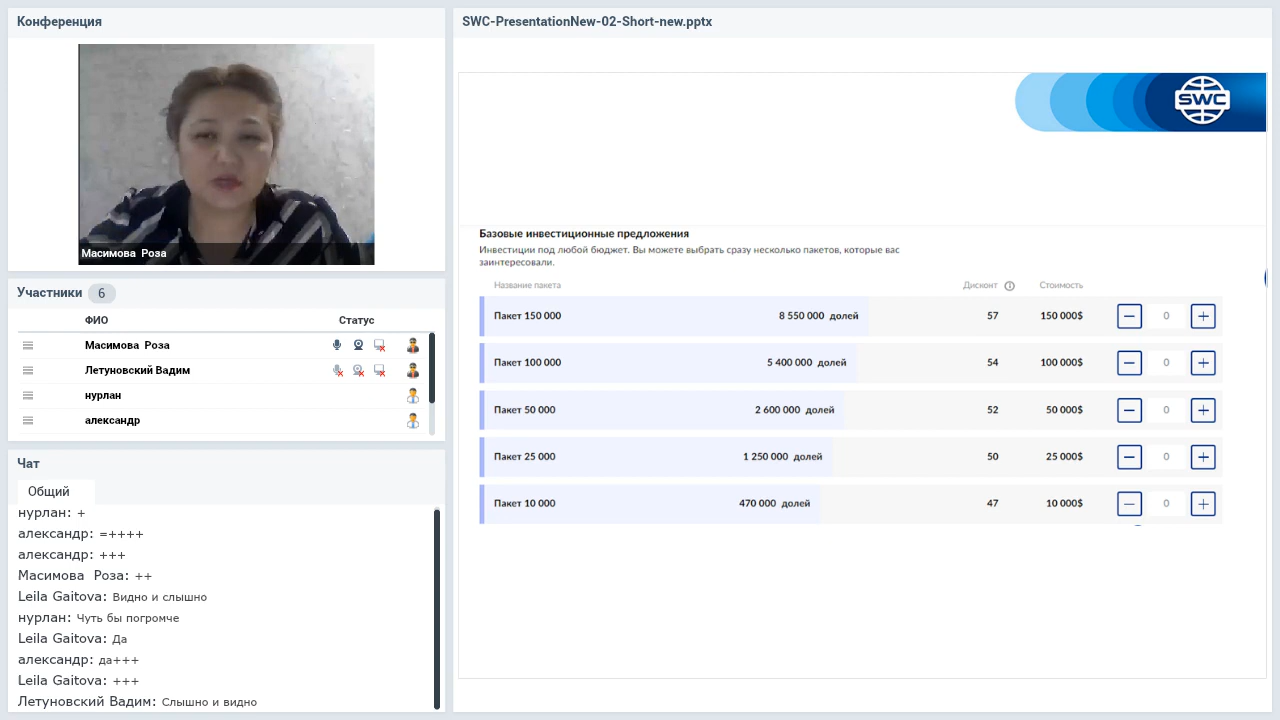 Конференция
Масимова Роза
Участники 6
ФИО Статус
Масимова Роза
Летуновский Вадим
нурлан
александр
Чат
Общий
нурлан: +
александр: =++++
александр: +++
Масимова Роза: ++
Leila Gaitova: Видно и слышно
нурлан: Чуть бы погромче
Leila Gaitova: Да
александр: да+++
Leila Gaitova: +++
Летуновский Вадим: Слышно и видно
SWC-PresentationNew-02-Short-new.pptx
SWC
Базовые инвестиционные предложения
Инвестиции под любой бюджет. Вы можете выбрать сразу несколько пакетов, которые вас
заинтересовали.
Название пакета Дисконт Стоимость
Пакет 150 000 8 550 000 долей 57 150 000$ 0
Пакет 100 000 5 400 000 долей 54 100 000$ 0
Пакет 50 000 2 600 000 долей 52 50 000$ 0
Пакет 25 000 1 250 000 долей 50 25 000$ 0
Пакет 10 000 470 000 долей 47 10 000$ 0